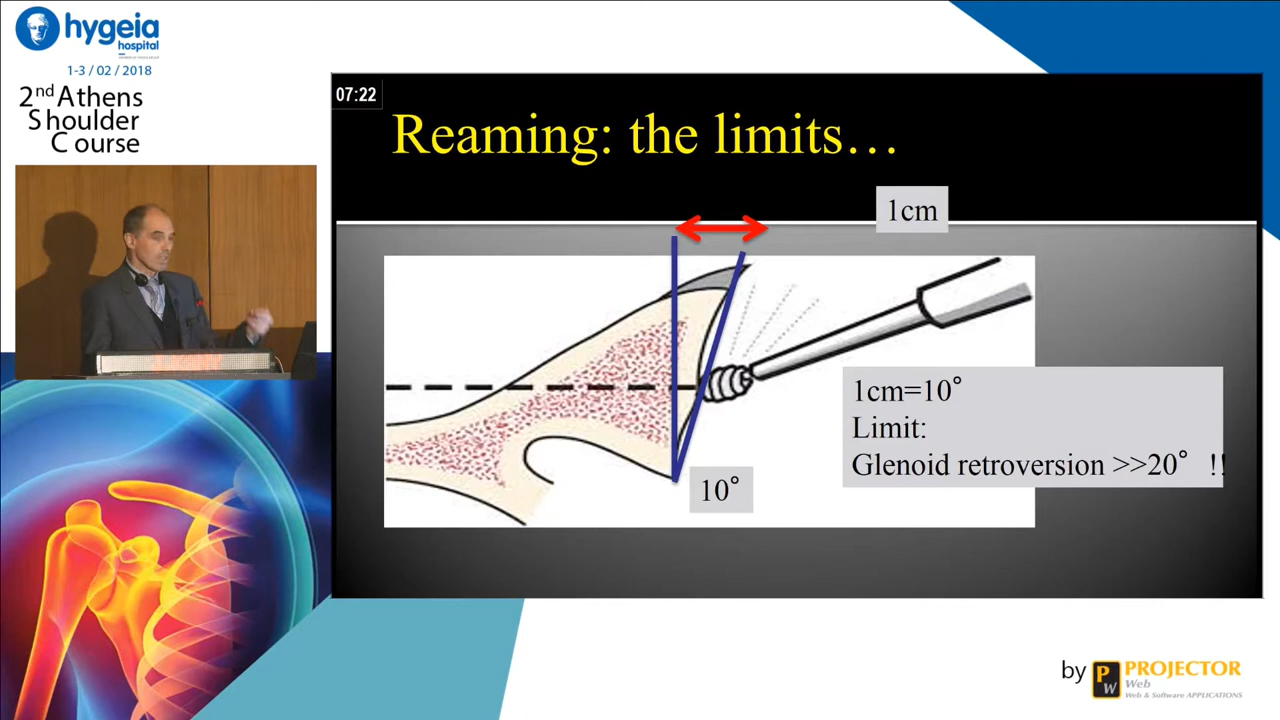 hygeia
hospital
1-3 / 02 / 2018
2nd Athens
Shoulder
Course
07:22
Reaming: the limits…
1cm
1cm=10°
Limit:
Glenoid retroversion >>20° !!
10°
by PW PROJECTOR
Web
Web & Software APPLICATIONS